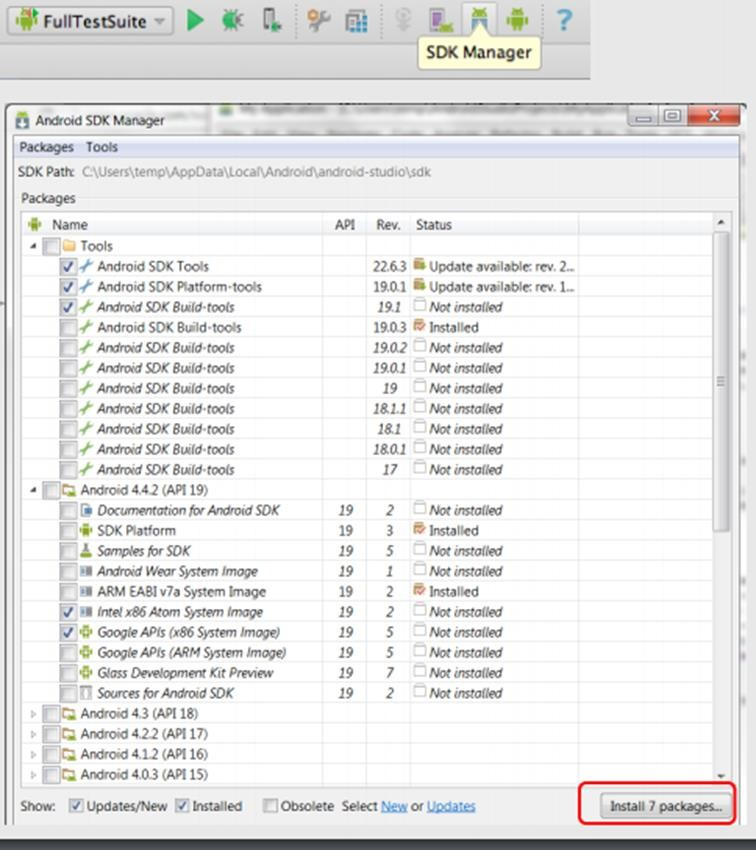 FullTestSuite
?
SDK Manager
Android SDK Manager
Packages Tools
SDK Path: C:\Users\temp\AppData\Local\Android\android-studio\sdk
Packages
Name API Rev. Status
Tools
Android SDK Tools 22.6.3 Update available: rev. 2...
Android SDK Platform-tools 19.0.1 Update available: rev. 1...
Android SDK Build-tools 19.1 Not installed
Android SDK Build-tools 19.0.3 Installed
Android SDK Build-tools 19.0.2 Not installed
Android SDK Build-tools 19.0.1 Not installed
Android SDK Build-tools 19 Not installed
Android SDK Build-tools 18.1.1 Not installed
Android SDK Build-tools 18.1 Not installed
Android SDK Build-tools 18.0.1 Not installed
Android SDK Build-tools 17 Not installed
Android 4.4.2 (API 19)
Documentation for Android SDK 19 2 Not installed
SDK Platform 19 3 Installed
Samples for SDK 19 5 Not installed
Android Wear System Image 19 1 Not installed
ARM EABI v7a System Image 19 2 Installed
Intel x86 Atom System Image 19 2 Not installed
Google APIs (x86 System Image) 19 5 Not installed
Google APIs (ARM System Image) 19 5 Not installed
Glass Development Kit Preview 19 7 Not installed
Sources for Android SDK 19 2 Not installed
Android 4.3 (API 18)
Android 4.2.2 (API 17)
Android 4.1.2 (API 16)
Android 4.0.3 (API 15)
Show: Updates/New Installed Obsolete Select New or Updates Install 7 packages...